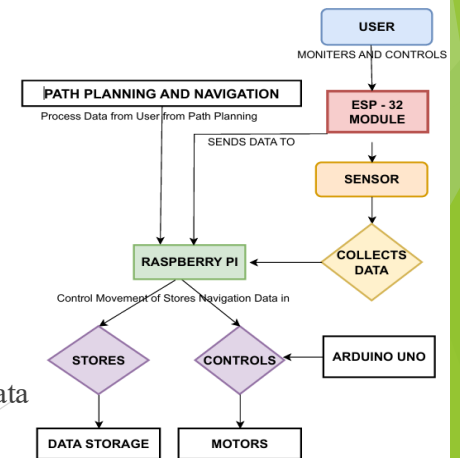 USER
MONITERS AND CONTROLS
PATH PLANNING AND NAVIGATION
Process Data from User from Path Planning
ESP - 32
MODULE
SENDS DATA TO
SENSOR
COLLECTS
DATA
RASPBERRY PI
Control Movement of Stores Navigation Data in
STORES
CONTROLS
ARDUINO UNO
ata
DATA STORAGE
MOTORS